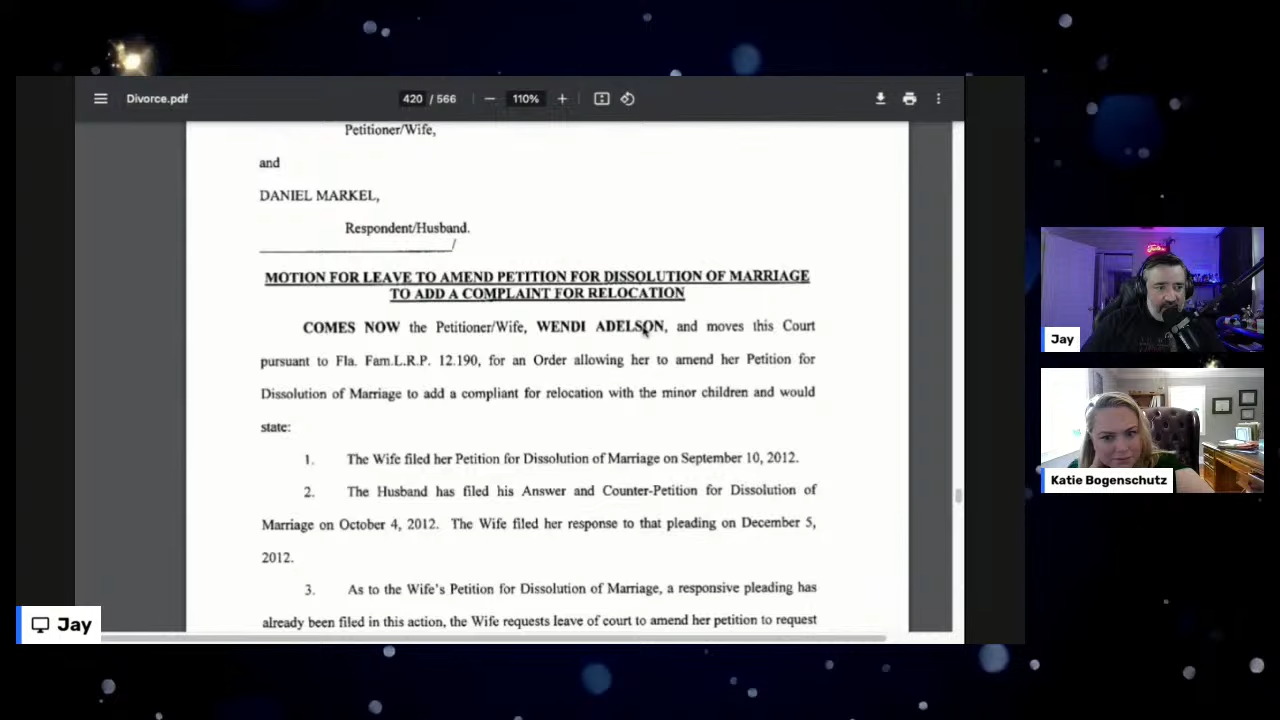 Divorce.pdf
420 / 566
110%
Petitioner/Wife,
and
DANIEL MARKEL,
Respondent/Husband.
/
MOTION FOR LEAVE TO AMEND PETITION FOR DISSOLUTION OF MARRIAGE
TO ADD A COMPLAINT FOR RELOCATION
COMES NOW the Petitioner/Wife, WENDI ADELSON, and moves this Court
pursuant to Fla. Fam.L.R.P. 12.190, for an Order allowing her to amend her Petition for
Dissolution of Marriage to add a compliant for relocation with the minor children and would
state:
1. The Wife filed her Petition for Dissolution of Marriage on September 10, 2012.
2. The Husband has filed his Answer and Counter-Petition for Dissolution of
Marriage on October 4, 2012. The Wife filed her response to that pleading on December 5,
2012.
3. As to the Wife's Petition for Dissolution of Marriage, a responsive pleading has
already been filed in this action, the Wife requests leave of court to amend her petition to request
Jay
Jay
Katie Bogenschutz